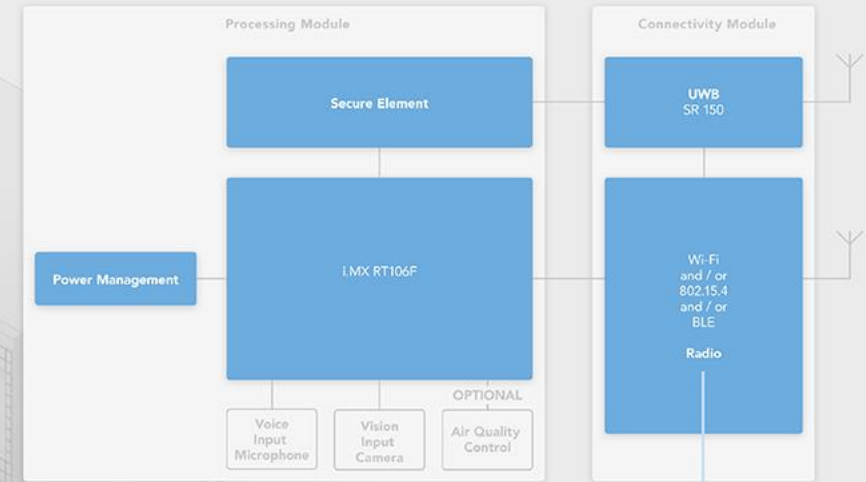 Processing Module
Connectivity Module
Secure Element
UWB
SR 150
Power Management
i.MX RT106F
Wi-Fi
and / or
802.15.4
and / or
BLE
Radio
OPTIONAL
Voice
Input
Microphone
Vision
Input
Camera
Air Quality
Control